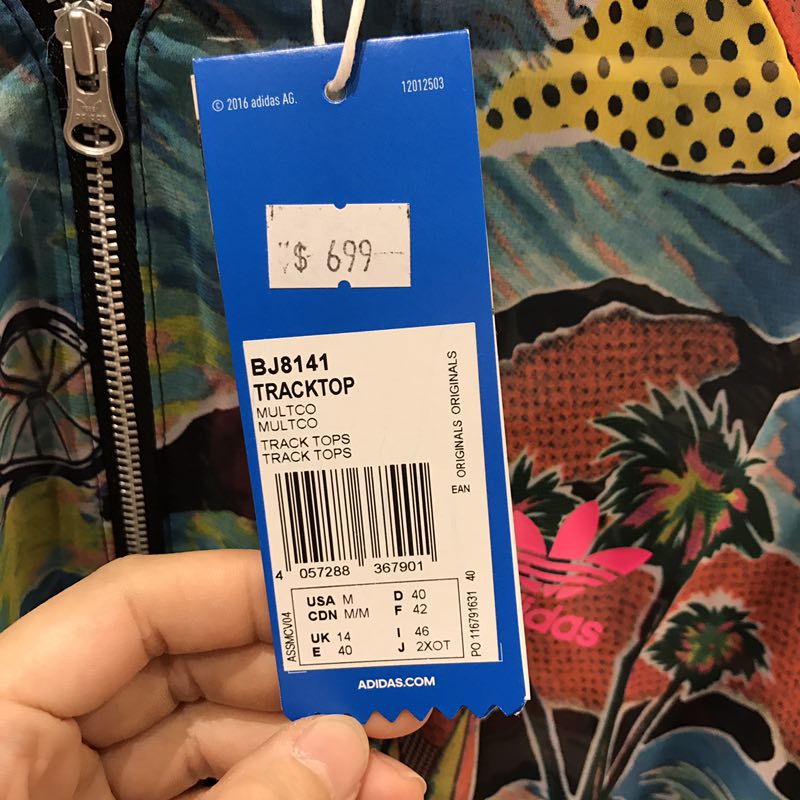 © 2016 adidas AG.
12012503
$ 699
BJ8141
TRACKTOP
MULTCO
MULTCO
TRACK TOPS
TRACK TOPS
ORIGINALS ORIGINALS
EAN
4 057288 367901
ASSMCV04
USA M
CDN M/M
UK 14
E 40
D 40
F 42
I 46
J 2XOT
PO 116791631 40
ADIDAS.COM
adidas